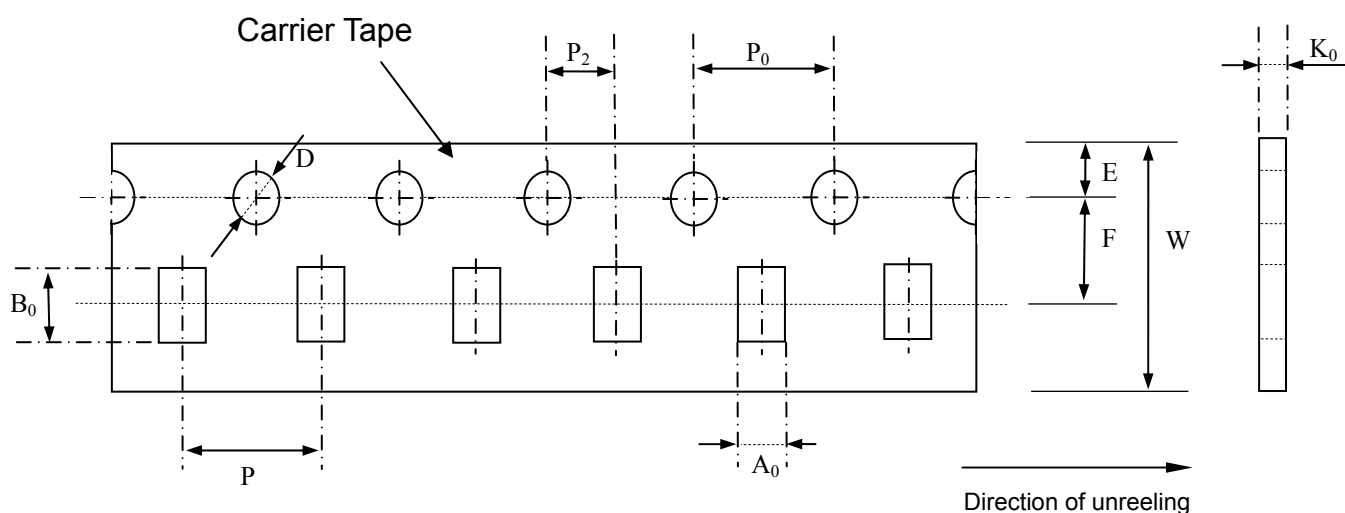 Carrier Tape
P₂
P₀
K₀
D
E
F
W
B₀
P
A₀
Direction of unreeling